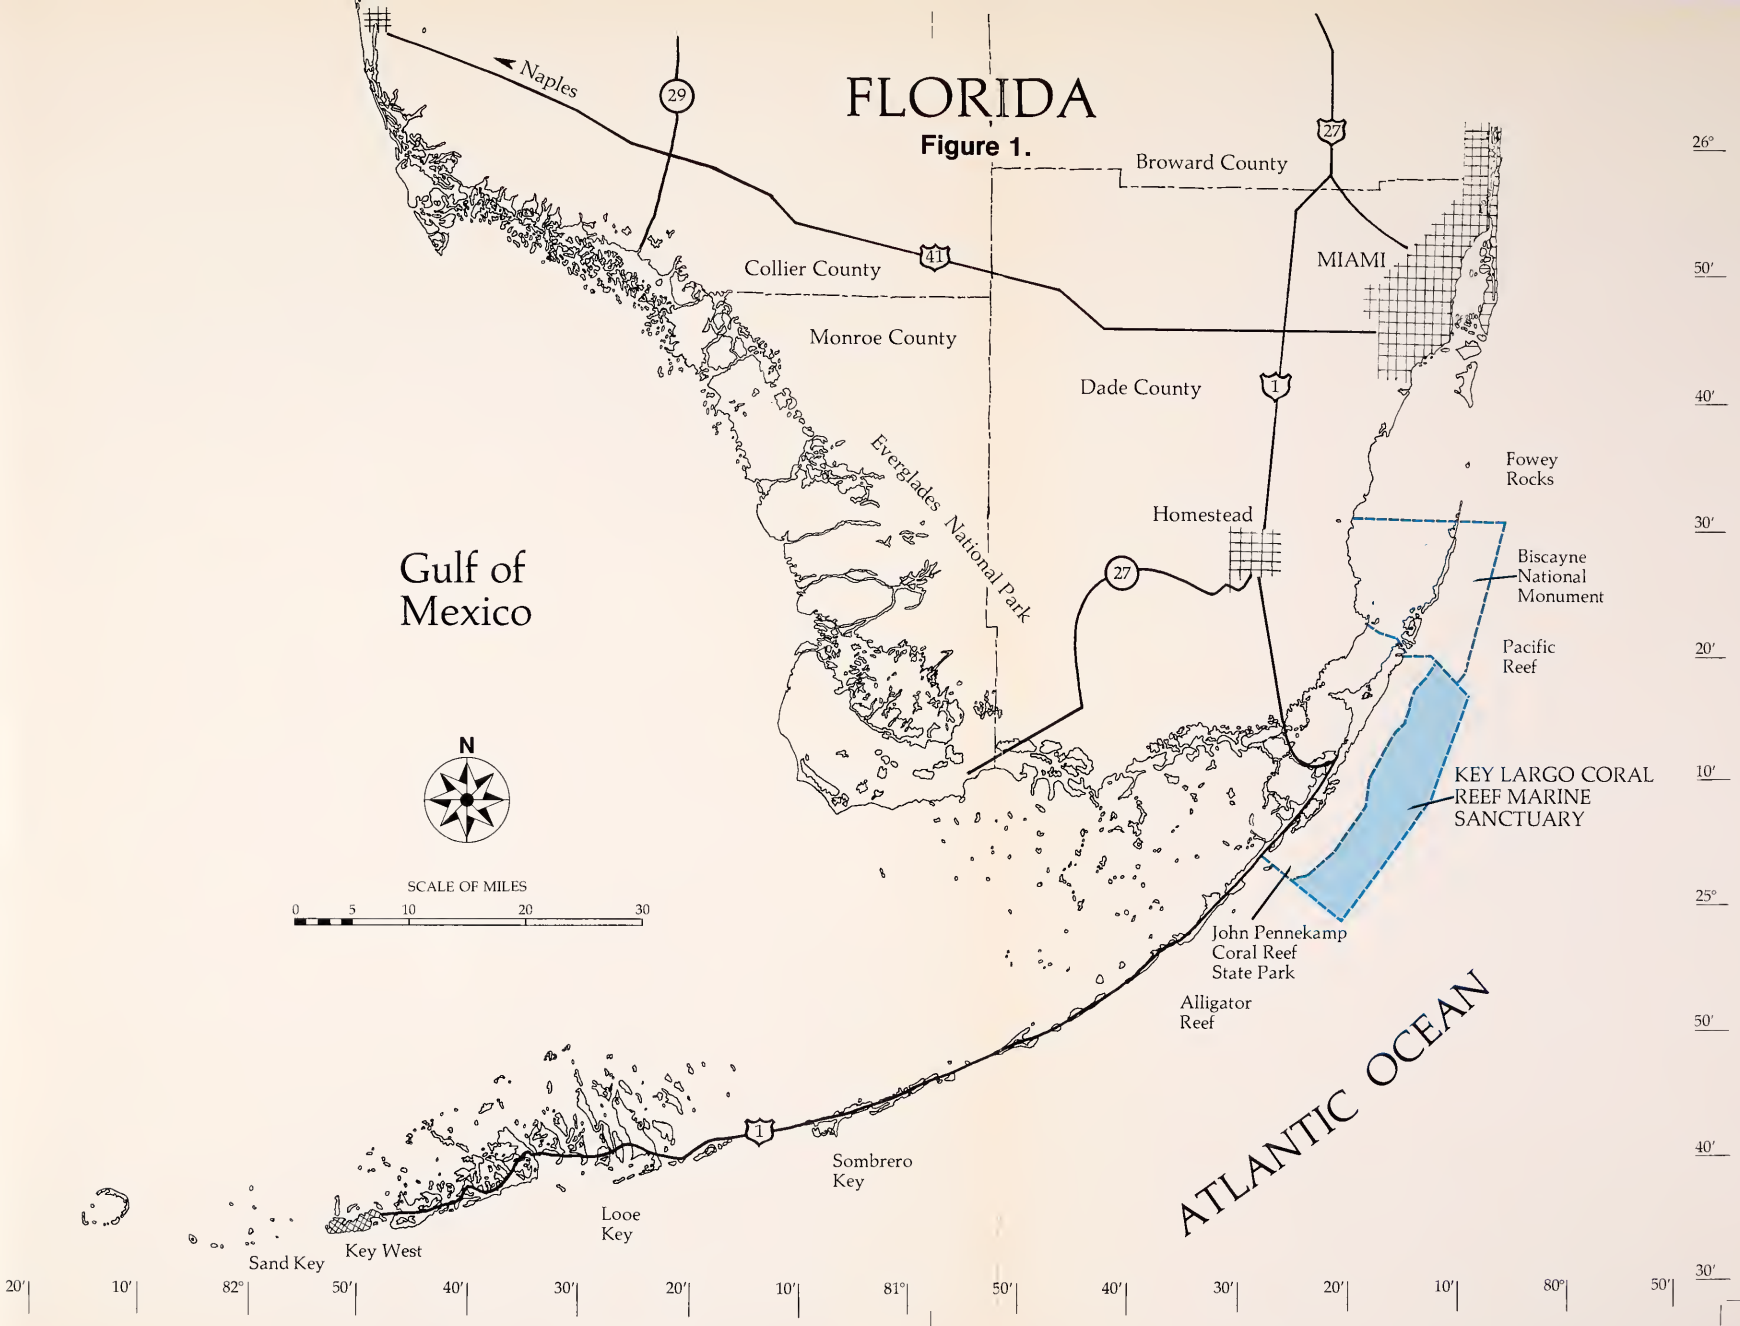 FLORIDA
Figure 1.
Naples
29
27
26°
Broward County
41
MIAMI
Collier County
50'
Monroe County
Dade County
1
40'
Everglades National Park
Fowey
Rocks
Homestead
30'
Gulf of
Mexico
27
Biscayne
National
Monument
Pacific
Reef
20'
N
KEY LARGO CORAL
REEF MARINE
SANCTUARY
10'
SCALE OF MILES
0 5 10 20 30
25°
John Pennekamp
Coral Reef
State Park
Alligator
Reef
50'
ATLANTIC OCEAN
1
40'
Sombrero
Key
Looe
Key
Key West
Sand Key
30'
20' 10' 82° 50' 40' 30' 20' 10' 81° 50' 40' 30' 20' 10' 80° 50'